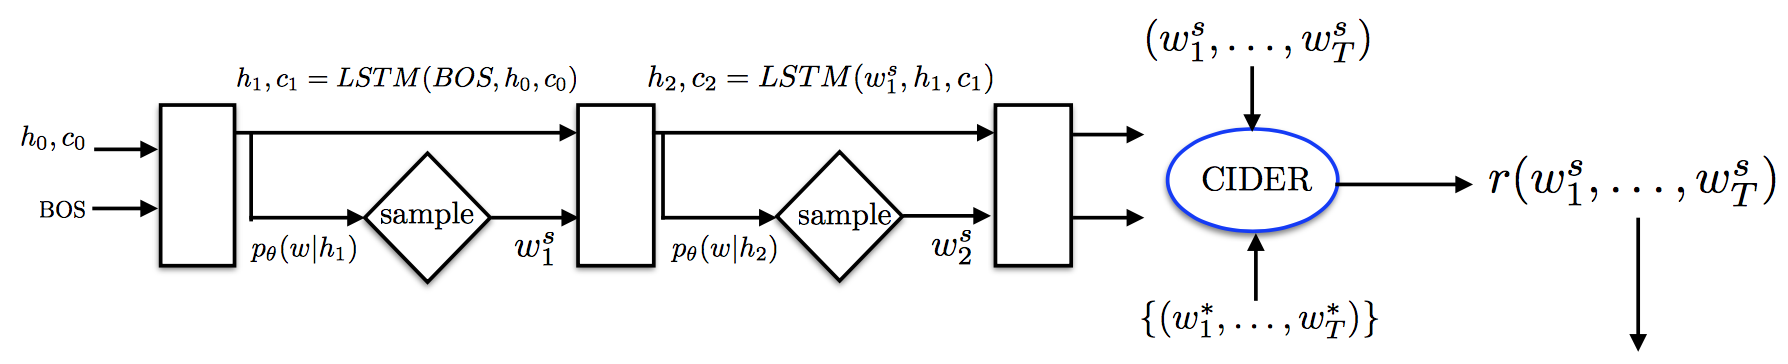 h₀, c₀
BOS
h₁, c₁ = LSTM(BOS, h₀, c₀)
p_θ(w|h₁)
sample
w₁ˢ
h₂, c₂ = LSTM(w₁ˢ, h₁, c₁)
p_θ(w|h₂)
sample
w₂ˢ
(w₁ˢ, . . . , w_Tˢ)
CIDER
{(w₁*, . . . , w_T*)}
r(w₁ˢ, . . . , w_Tˢ)